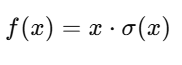 f(x) = x · σ(x)